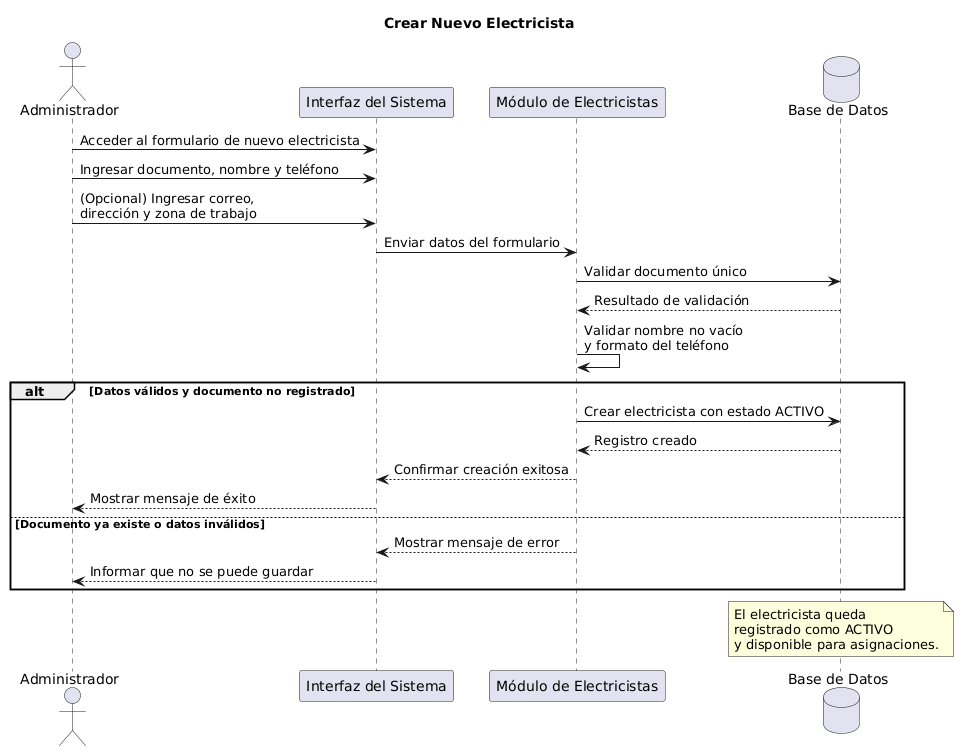 Crear Nuevo Electricista
Administrador
Interfaz del Sistema
Módulo de Electricistas
Base de Datos
Acceder al formulario de nuevo electricista
Ingresar documento, nombre y teléfono
(Opcional) Ingresar correo,
dirección y zona de trabajo
Enviar datos del formulario
Validar documento único
Resultado de validación
Validar nombre no vacío
y formato del teléfono
alt
[Datos válidos y documento no registrado]
Crear electricista con estado ACTIVO
Registro creado
Confirmar creación exitosa
Mostrar mensaje de éxito
[Documento ya existe o datos inválidos]
Mostrar mensaje de error
Informar que no se puede guardar
El electricista queda
registrado como ACTIVO
y disponible para asignaciones.
Administrador
Interfaz del Sistema
Módulo de Electricistas
Base de Datos